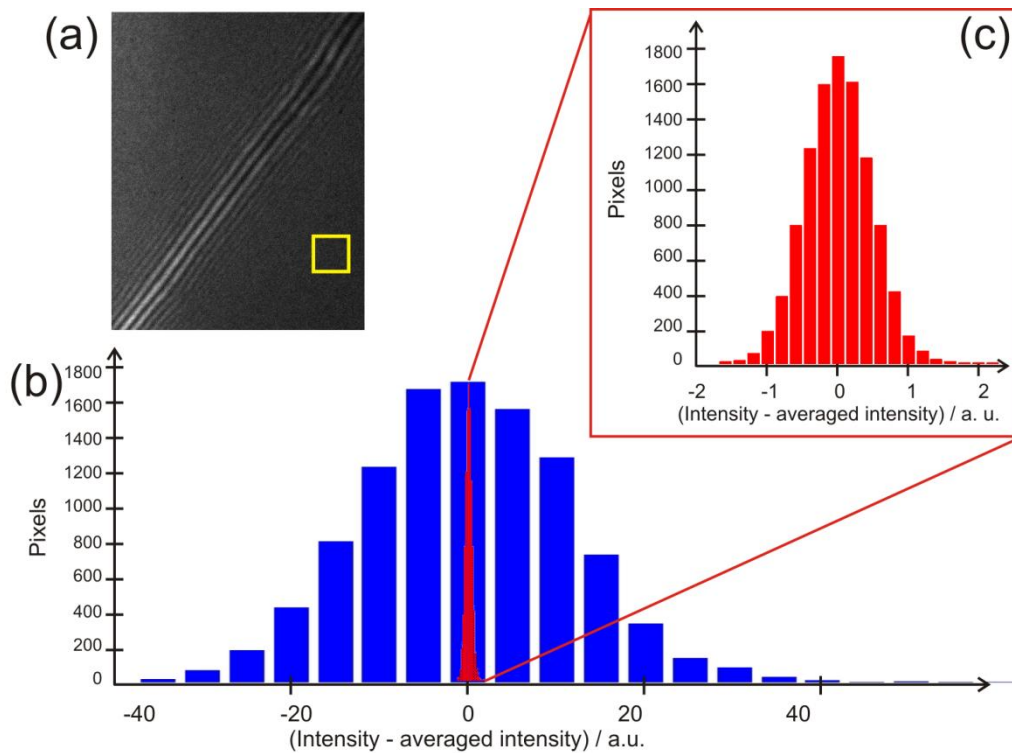 (a)
(c)
1800
1600
1400
1200
1000
800
600
400
200
0
Pixels
-2 -1 0 1 2
(Intensity - averaged intensity) / a. u.
(b)
1800
1600
1400
1200
1000
800
600
400
200
0
Pixels
-40 -20 0 20 40
(Intensity - averaged intensity) / a.u.